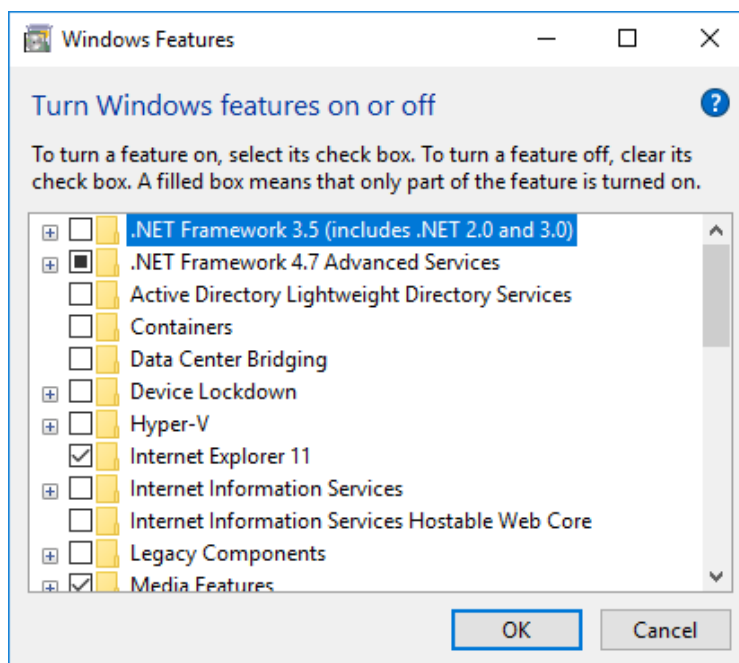 Windows Features
Turn Windows features on or off
?
To turn a feature on, select its check box. To turn a feature off, clear its
check box. A filled box means that only part of the feature is turned on.
.NET Framework 3.5 (includes .NET 2.0 and 3.0)
.NET Framework 4.7 Advanced Services
Active Directory Lightweight Directory Services
Containers
Data Center Bridging
Device Lockdown
Hyper-V
Internet Explorer 11
Internet Information Services
Internet Information Services Hostable Web Core
Legacy Components
Media Features
OK
Cancel